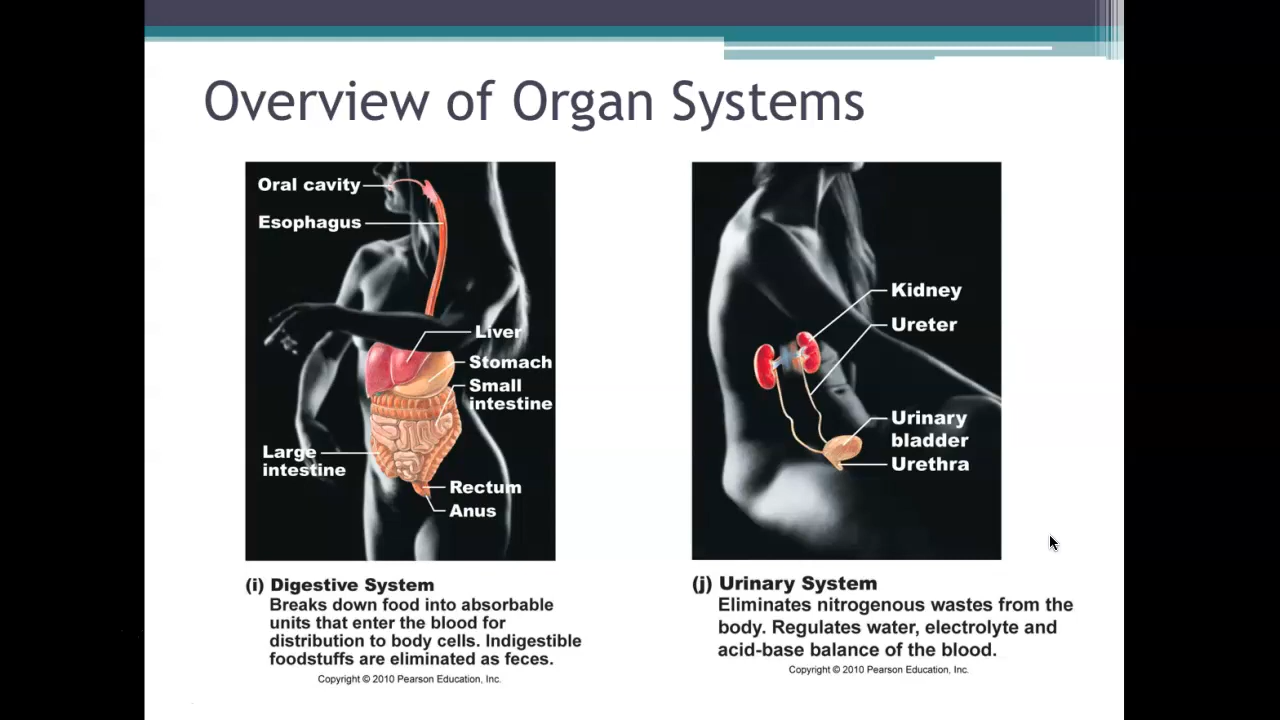 Overview of Organ Systems
Oral cavity
Esophagus
Liver
Stomach
Small
intestine
Large
intestine
Rectum
Anus
(i) Digestive System
Breaks down food into absorbable
units that enter the blood for
distribution to body cells. Indigestible
foodstuffs are eliminated as feces.
Copyright © 2010 Pearson Education, Inc.
Kidney
Ureter
Urinary
bladder
Urethra
(j) Urinary System
Eliminates nitrogenous wastes from the
body. Regulates water, electrolyte and
acid-base balance of the blood.
Copyright © 2010 Pearson Education, Inc.